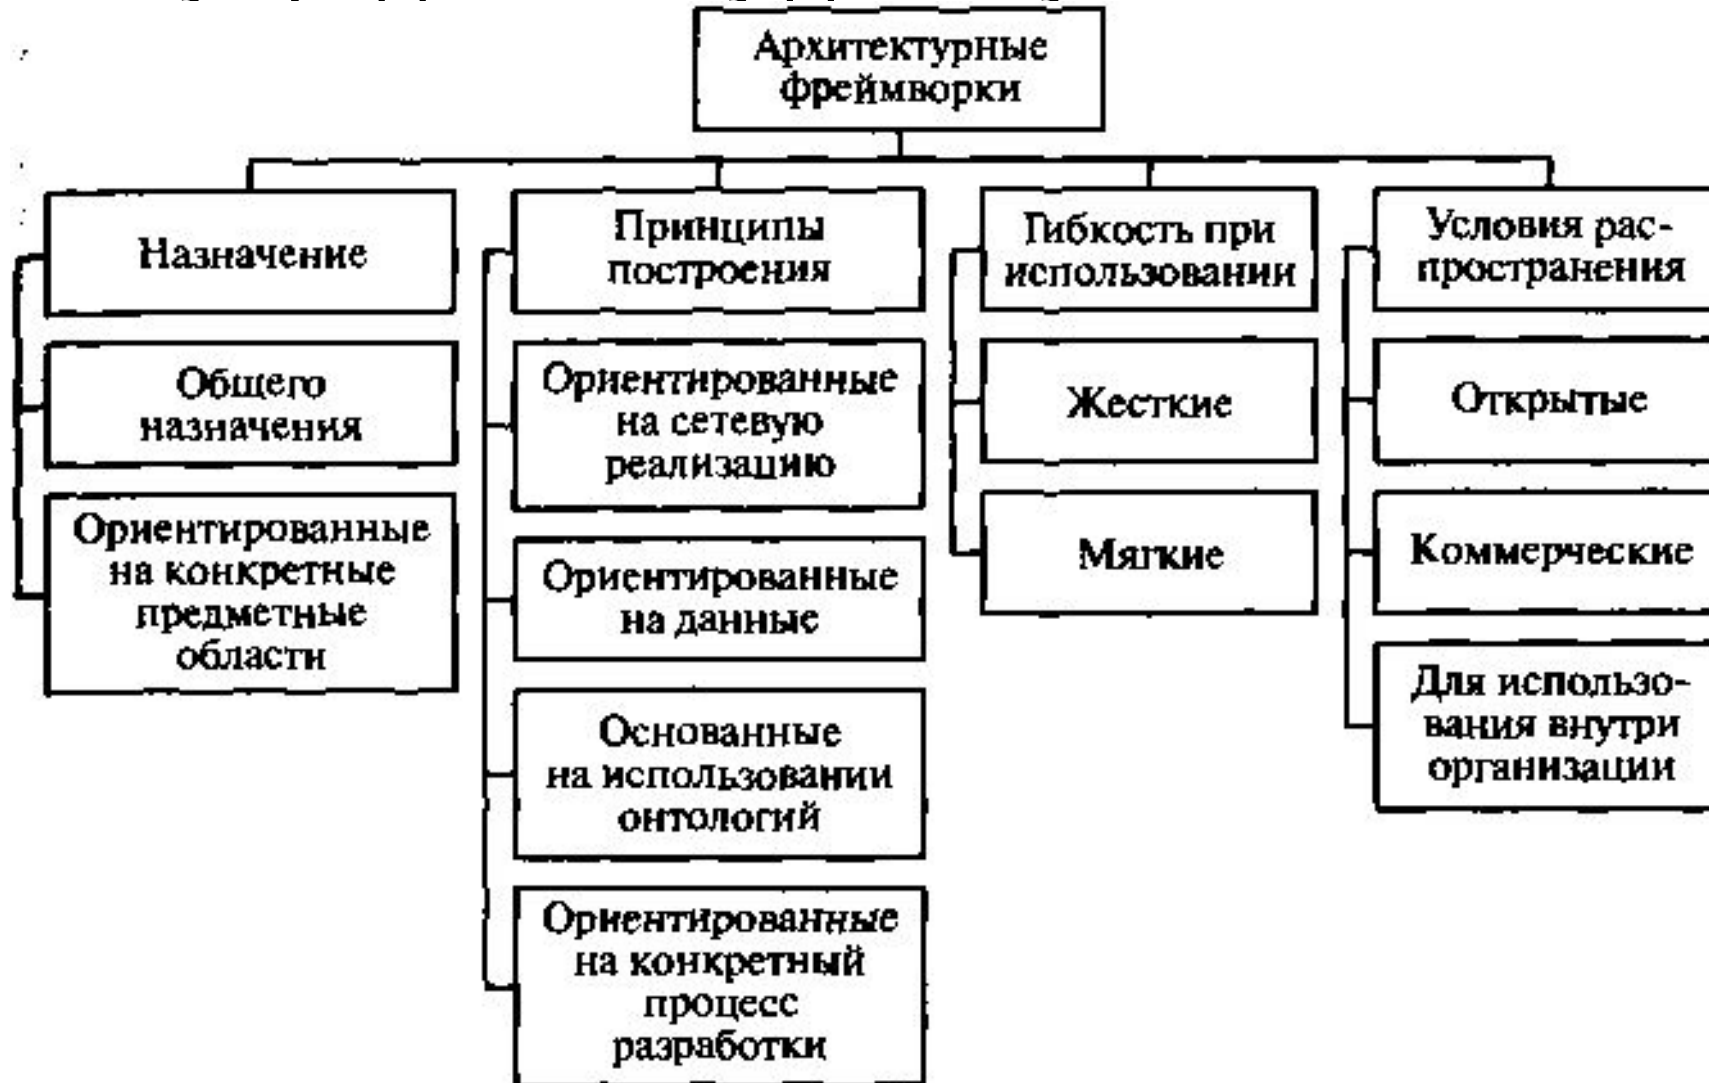 Архитектурные
фреймворки
Назначение
Общего
назначения
Ориентированные
на конкретные
предметные
области
Принципы
построения
Ориентированные
на сетевую
реализацию
Ориентированные
на данные
Основанные
на использовании
онтологий
Ориентированные
на конкретный
процесс
разработки
Гибкость при
использовании
Жесткие
Мягкие
Условия рас-
пространения
Открытые
Коммерческие
Для использо-
вания внутри
организации